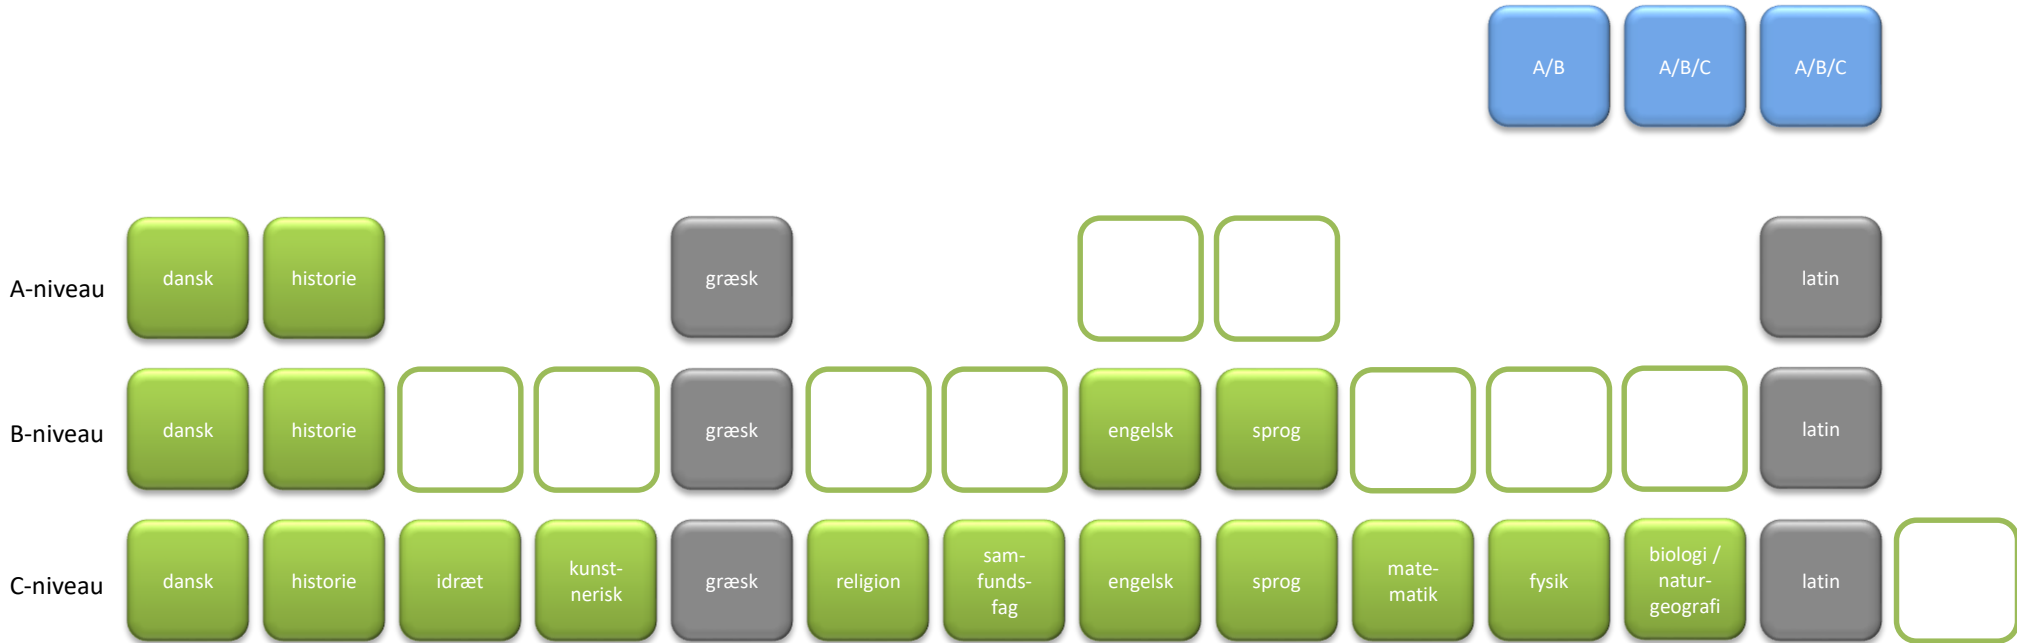 A/B
A/B/C
A/B/C
A-niveau
dansk
historie
græsk
latin
B-niveau
dansk
historie
græsk
engelsk
sprog
latin
C-niveau
dansk
historie
idræt
kunst-
nerisk
græsk
religion
sam-
funds-
fag
engelsk
sprog
mate-
matik
fysik
biologi /
natur-
geografi
latin